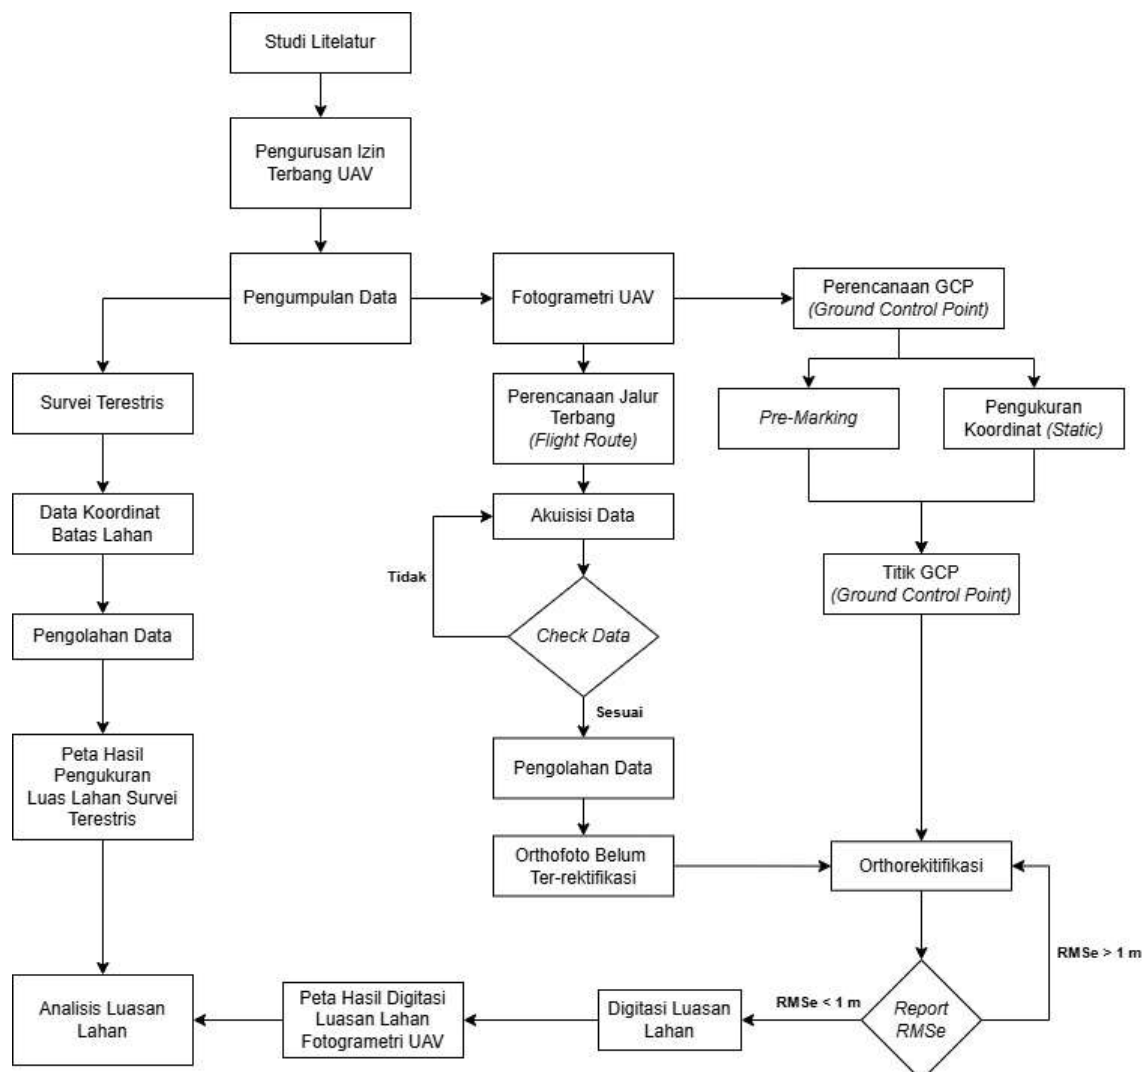 Studi Litelatur
Pengurusan Izin
Terbang UAV
Pengumpulan Data
Fotogrametri UAV
Perencanaan GCP
(Ground Control Point)
Survei Terestris
Perencanaan Jalur
Terbang
(Flight Route)
Pre-Marking
Pengukuran
Koordinat (Static)
Data Koordinat
Batas Lahan
Akuisisi Data
Tidak
Titik GCP
(Ground Control Point)
Pengolahan Data
Check Data
Sesuai
Peta Hasil
Pengukuran
Luas Lahan Survei
Terestris
Pengolahan Data
Orthofoto Belum
Ter-rektifikasi
Orthorekitifikasi
RMSe > 1 m
Analisis Luasan
Lahan
Peta Hasil Digitasi
Luasan Lahan
Fotogrametri UAV
Digitasi Luasan
Lahan
RMSe < 1 m
Report
RMSe